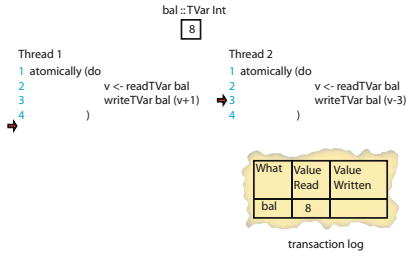 bal :: TVar Int
8
Thread 1
1 atomically (do
2 v <- readTVar bal
3 writeTVar bal (v+1)
4 )
Thread 2
1 atomically (do
2 v <- readTVar bal
3 writeTVar bal (v-3)
4 )
What Value Read Value Written
bal 8
transaction log